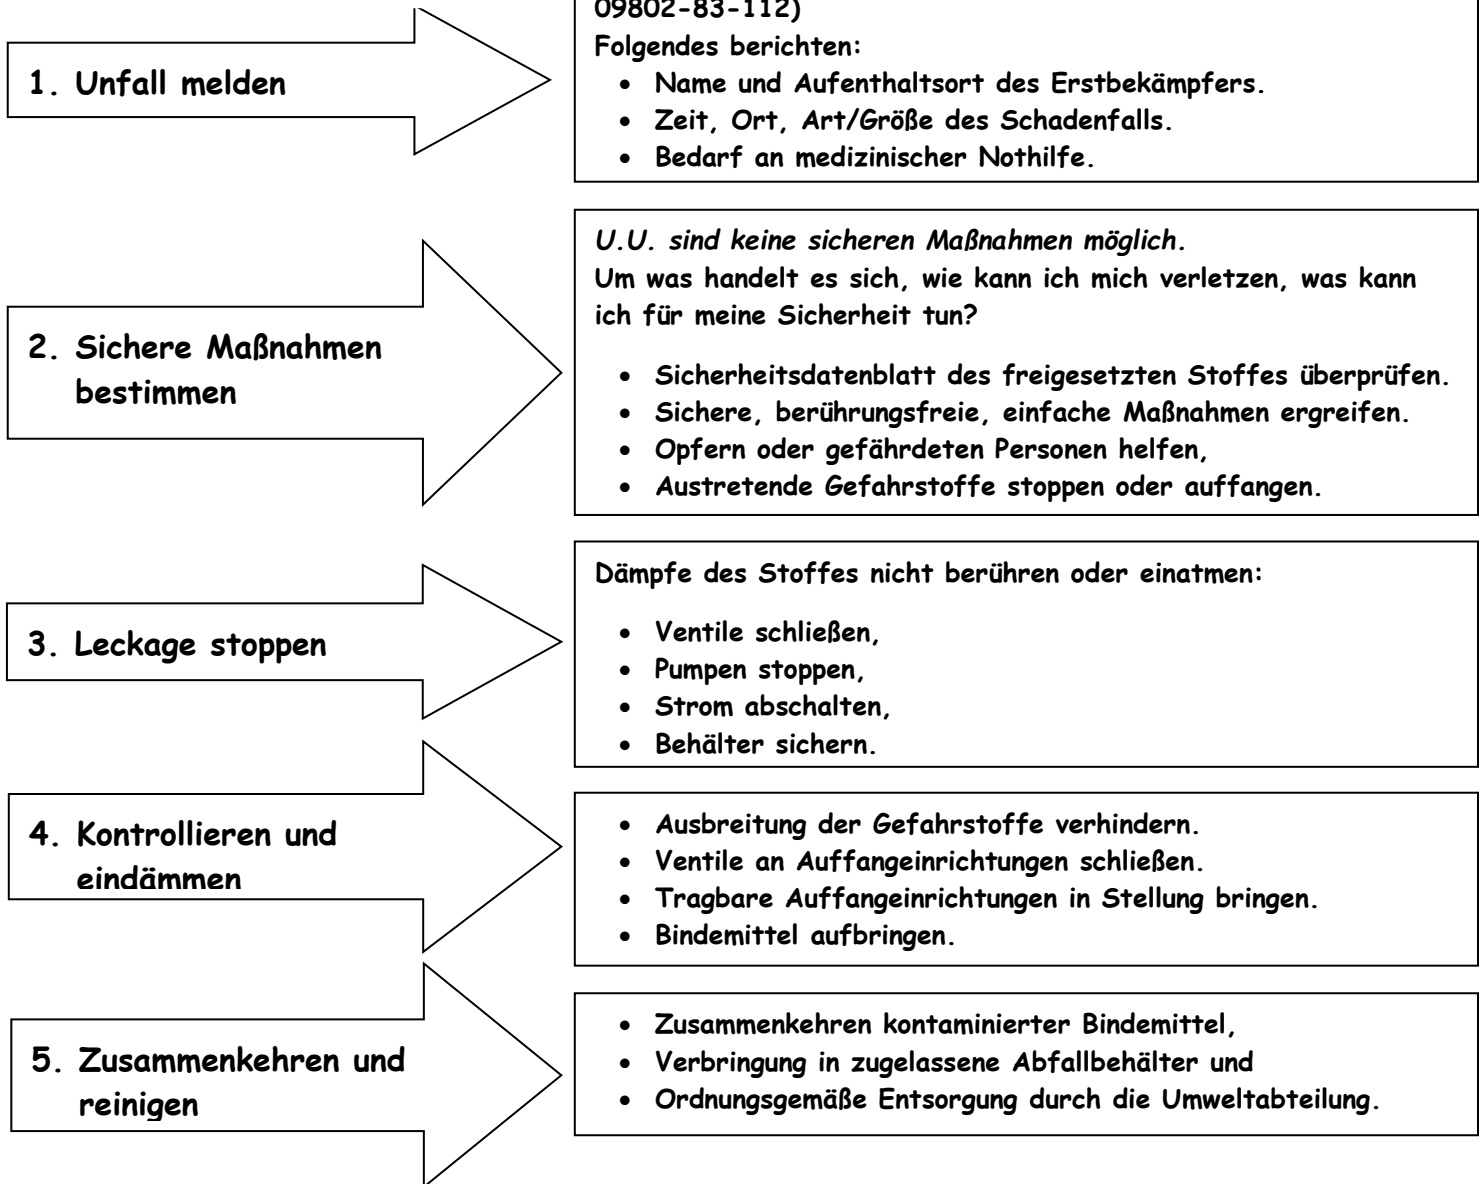 09802-83-112)
1. Unfall melden
Folgendes berichten:
• Name und Aufenthaltsort des Erstbekämpfers.
• Zeit, Ort, Art/Größe des Schadenfalls.
• Bedarf an medizinischer Nothilfe.
2. Sichere Maßnahmen
bestimmen
U.U. sind keine sicheren Maßnahmen möglich.
Um was handelt es sich, wie kann ich mich verletzen, was kann
ich für meine Sicherheit tun?
• Sicherheitsdatenblatt des freigesetzten Stoffes überprüfen.
• Sichere, berührungsfreie, einfache Maßnahmen ergreifen.
• Opfern oder gefährdeten Personen helfen,
• Austretende Gefahrstoffe stoppen oder auffangen.
3. Leckage stoppen
Dämpfe des Stoffes nicht berühren oder einatmen:
• Ventile schließen,
• Pumpen stoppen,
• Strom abschalten,
• Behälter sichern.
4. Kontrollieren und
eindämmen
• Ausbreitung der Gefahrstoffe verhindern.
• Ventile an Auffangeinrichtungen schließen.
• Tragbare Auffangeinrichtungen in Stellung bringen.
• Bindemittel aufbringen.
5. Zusammenkehren und
reinigen
• Zusammenkehren kontaminierter Bindemittel,
• Verbringung in zugelassene Abfallbehälter und
• Ordnungsgemäße Entsorgung durch die Umweltabteilung.